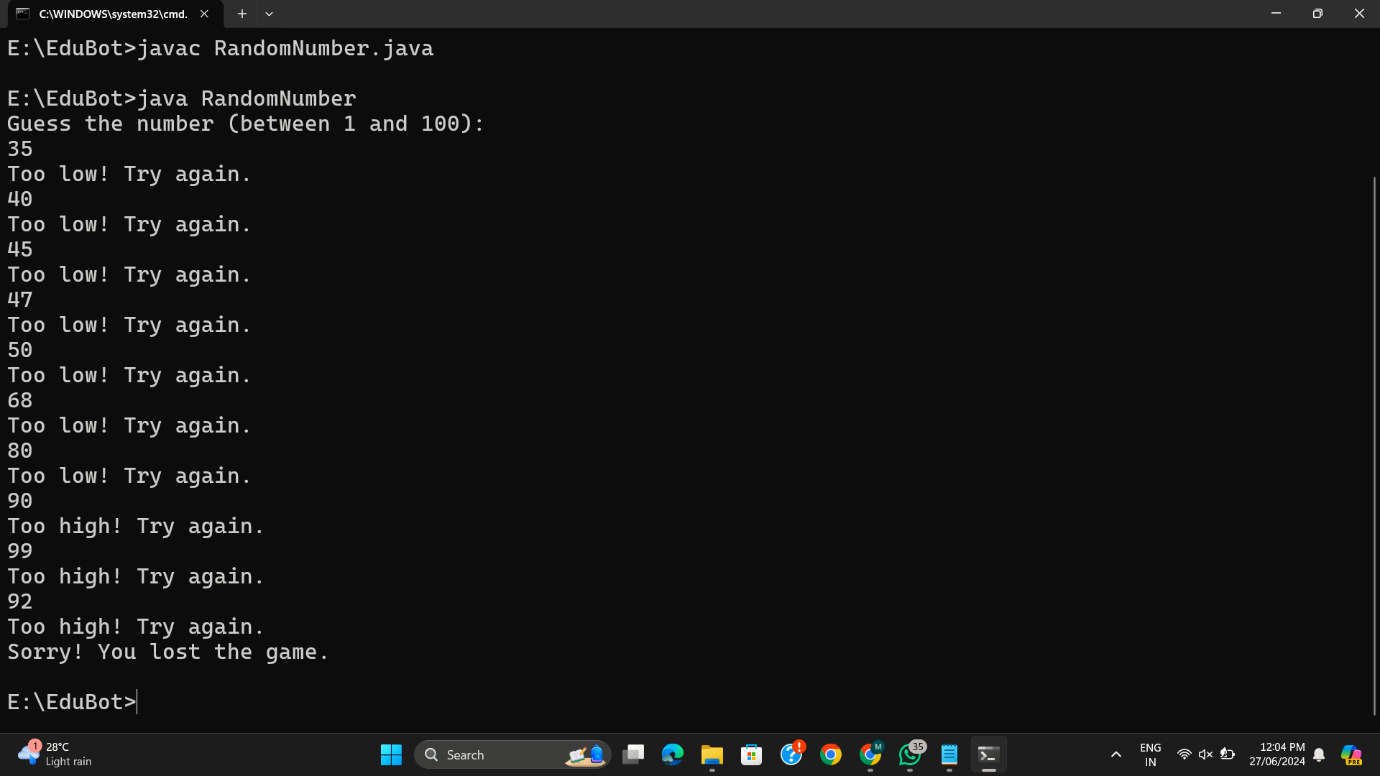 C:\WINDOWS\system32\cmd.
E:\EduBot>javac RandomNumber.java
E:\EduBot>java RandomNumber
Guess the number (between 1 and 100):
35
Too low! Try again.
40
Too low! Try again.
45
Too low! Try again.
47
Too low! Try again.
50
Too low! Try again.
68
Too low! Try again.
80
Too low! Try again.
90
Too high! Try again.
99
Too high! Try again.
92
Too high! Try again.
Sorry! You lost the game.
E:\EduBot>
1
28°C
Light rain
Search
M
35
ENG
IN
12:04 PM
27/06/2024
PRE